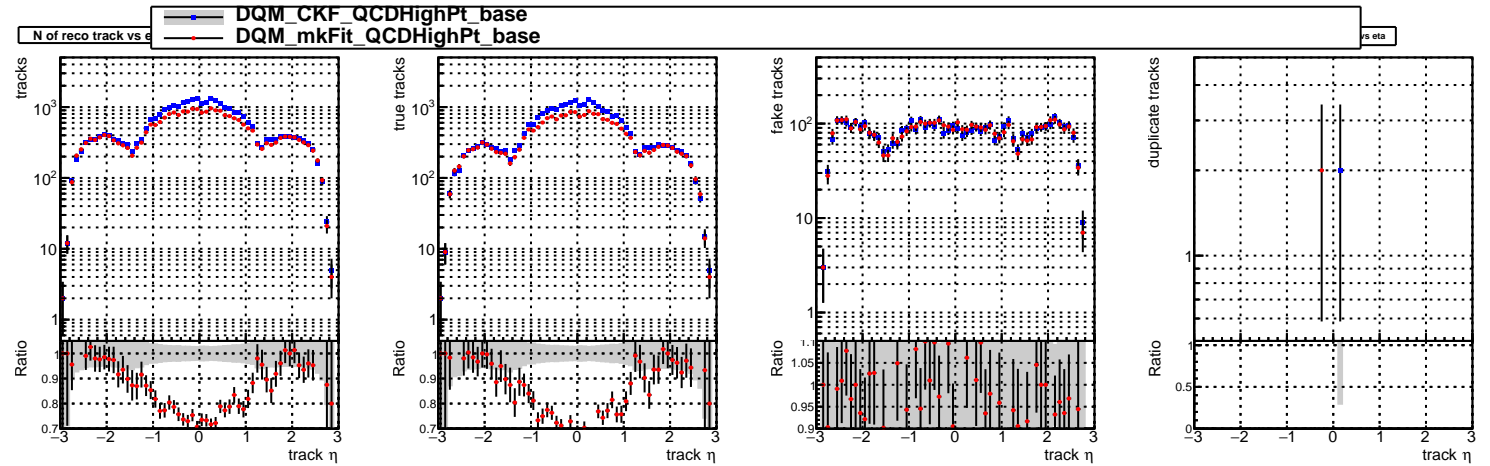 DQM_CKF_QCDHighPt_base
DQM_mkFit_QCDHighPt_base
N of reco track vs e
vs eta
tracks
10³
10²
10
1
Ratio
1
0.9
0.8
0.7
−3 −2 −1 0 1 2 3
track η
true tracks
10³
10²
10
1
Ratio
1
0.9
0.8
0.7
−3 −2 −1 0 1 2 3
track η
fake tracks
10²
10
1
Ratio
1.1
1.05
1
0.95
0.9
−3 −2 −1 0 1 2 3
track η
duplicate tracks
1
Ratio
1
0.5
0
−3 −2 −1 0 1 2 3
track η